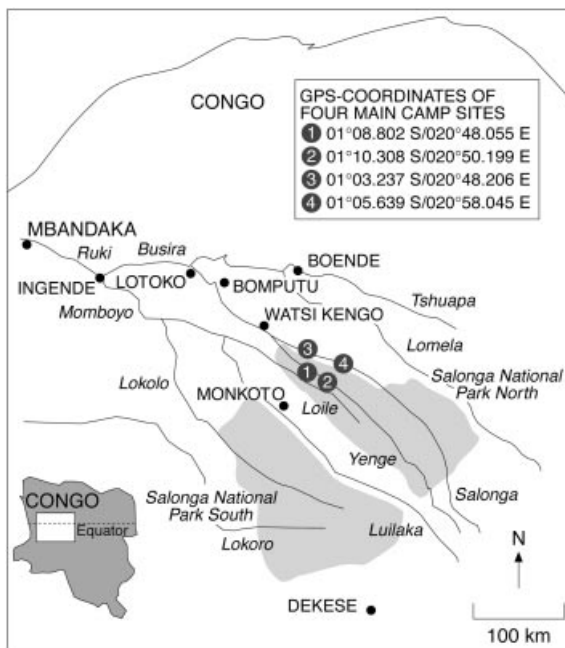 CONGO
GPS-COORDINATES OF
FOUR MAIN CAMP SITES
1 01°08.802 S/020°48.055 E
2 01°10.308 S/020°50.199 E
3 01°03.237 S/020°48.206 E
4 01°05.639 S/020°58.045 E
MBANDAKA
Ruki
Busira
BOENDE
INGENDE
LOTOKO
BOMPUTU
Tshuapa
Momboyo
WATSI KENGO
Lomela
3
4
Salonga National
Park North
Lokolo
1
2
MONKOTO
Loile
Yenge
CONGO
Equator
Salonga National
Park South
Salonga
Lokoro
Luilaka
N
DEKESE
100 km